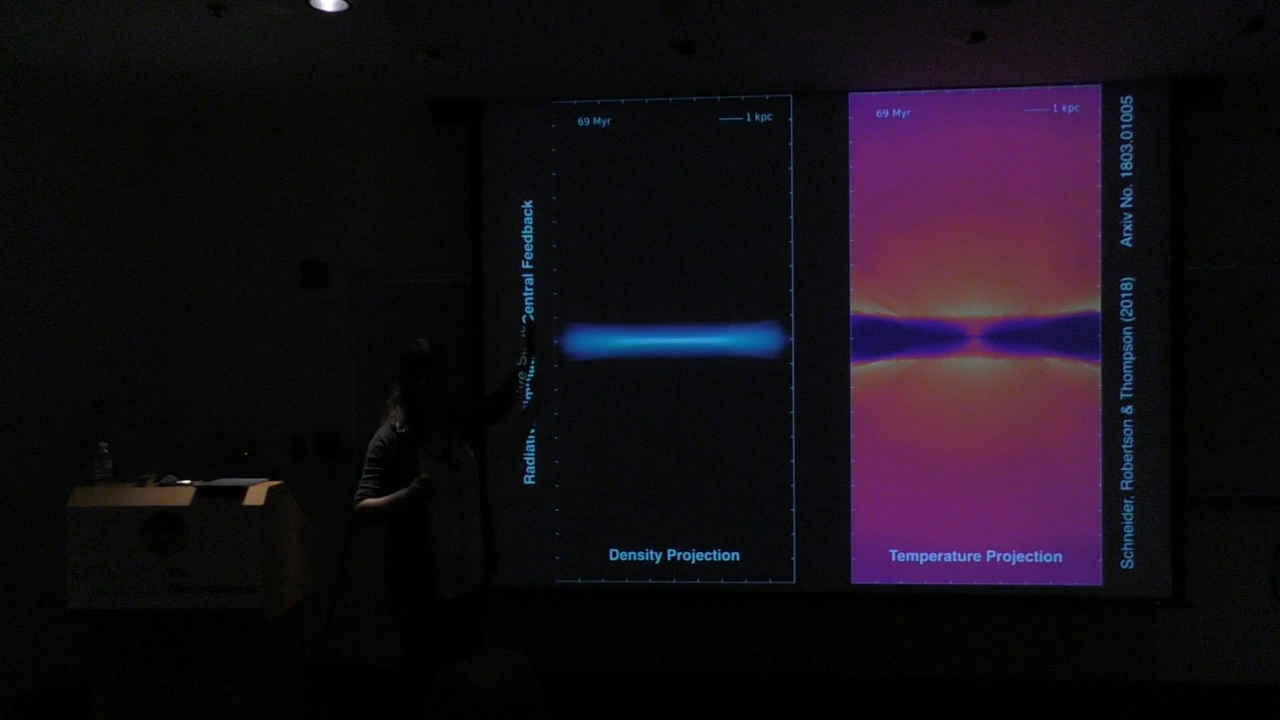 69 Myr
1 kpc
Central Feedback
Density Projection
69 Myr
1 kpc
Temperature Projection
Schneider, Robertson & Thompson (2018) Arxiv No. 1803.01005